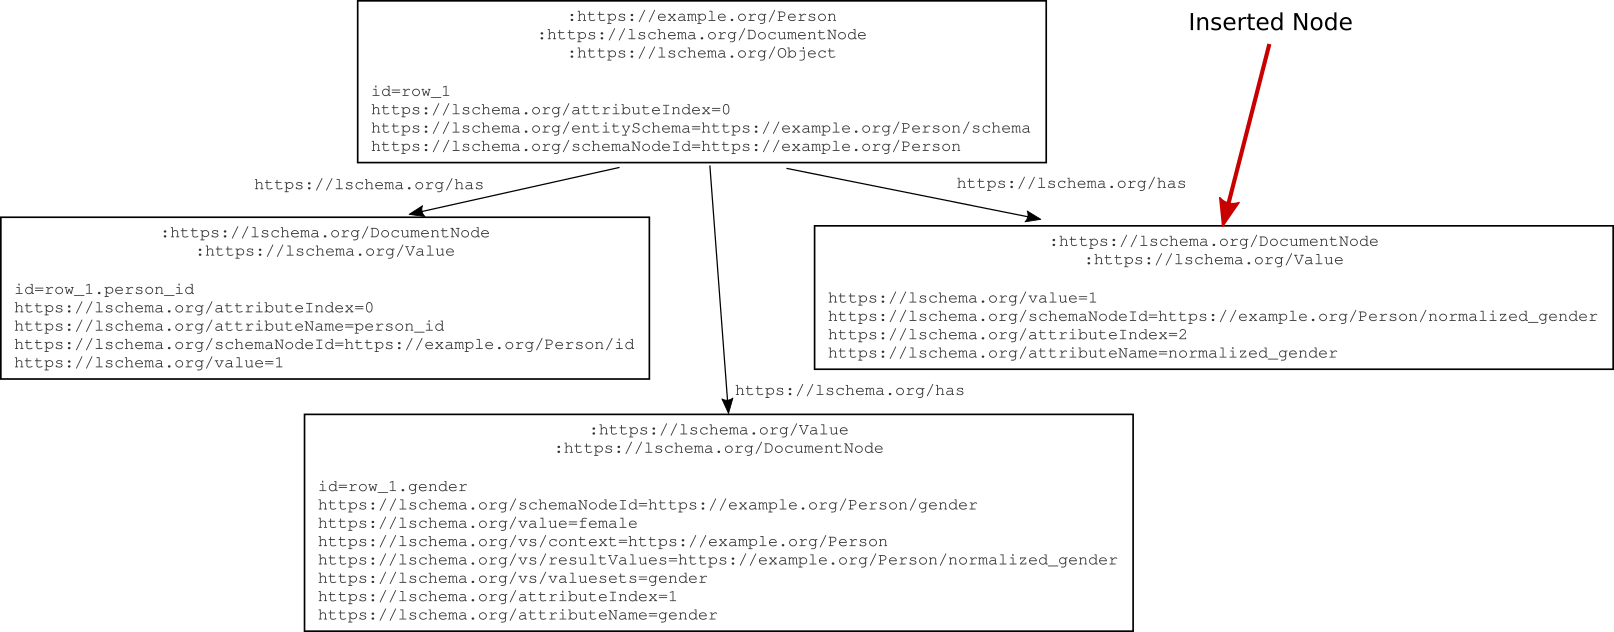 :https://example.org/Person
:https://lschema.org/DocumentNode
:https://lschema.org/Object
id=row_1
https://lschema.org/attributeIndex=0
https://lschema.org/entitySchema=https://example.org/Person/schema
https://lschema.org/schemaNodeId=https://example.org/Person
Inserted Node
https://lschema.org/has
https://lschema.org/has
:https://lschema.org/DocumentNode
:https://lschema.org/Value
id=row_1.person_id
https://lschema.org/attributeIndex=0
https://lschema.org/attributeName=person_id
https://lschema.org/schemaNodeId=https://example.org/Person/id
https://lschema.org/value=1
:https://lschema.org/DocumentNode
:https://lschema.org/Value
https://lschema.org/value=1
https://lschema.org/schemaNodeId=https://example.org/Person/normalized_gender
https://lschema.org/attributeIndex=2
https://lschema.org/attributeName=normalized_gender
https://lschema.org/has
:https://lschema.org/Value
:https://lschema.org/DocumentNode
id=row_1.gender
https://lschema.org/schemaNodeId=https://example.org/Person/gender
https://lschema.org/value=female
https://lschema.org/vs/context=https://example.org/Person
https://lschema.org/vs/resultValues=https://example.org/Person/normalized_gender
https://lschema.org/vs/valuesets=gender
https://lschema.org/attributeIndex=1
https://lschema.org/attributeName=gender